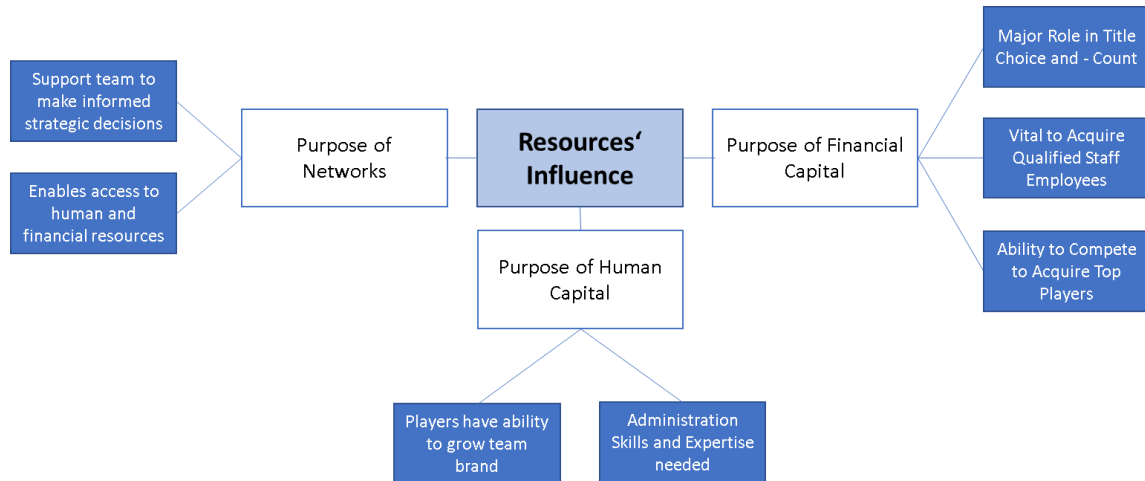 Resources‘
Influence
Purpose of
Networks
Support team to
make informed
strategic decisions
Enables access to
human and
financial resources
Purpose of Financial
Capital
Major Role in Title
Choice and - Count
Vital to Acquire
Qualified Staff
Employees
Ability to Compete
to Acquire Top
Players
Purpose of Human
Capital
Players have ability
to grow team
brand
Administration
Skills and Expertise
needed